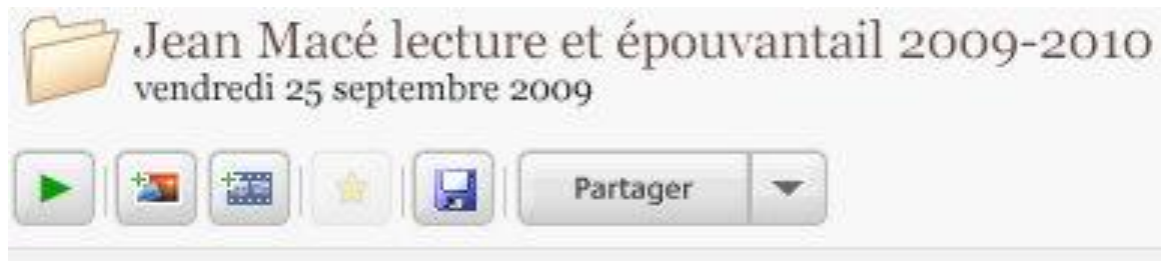 Jean Macé lecture et épouvantail 2009-2010
vendredi 25 septembre 2009
Partager